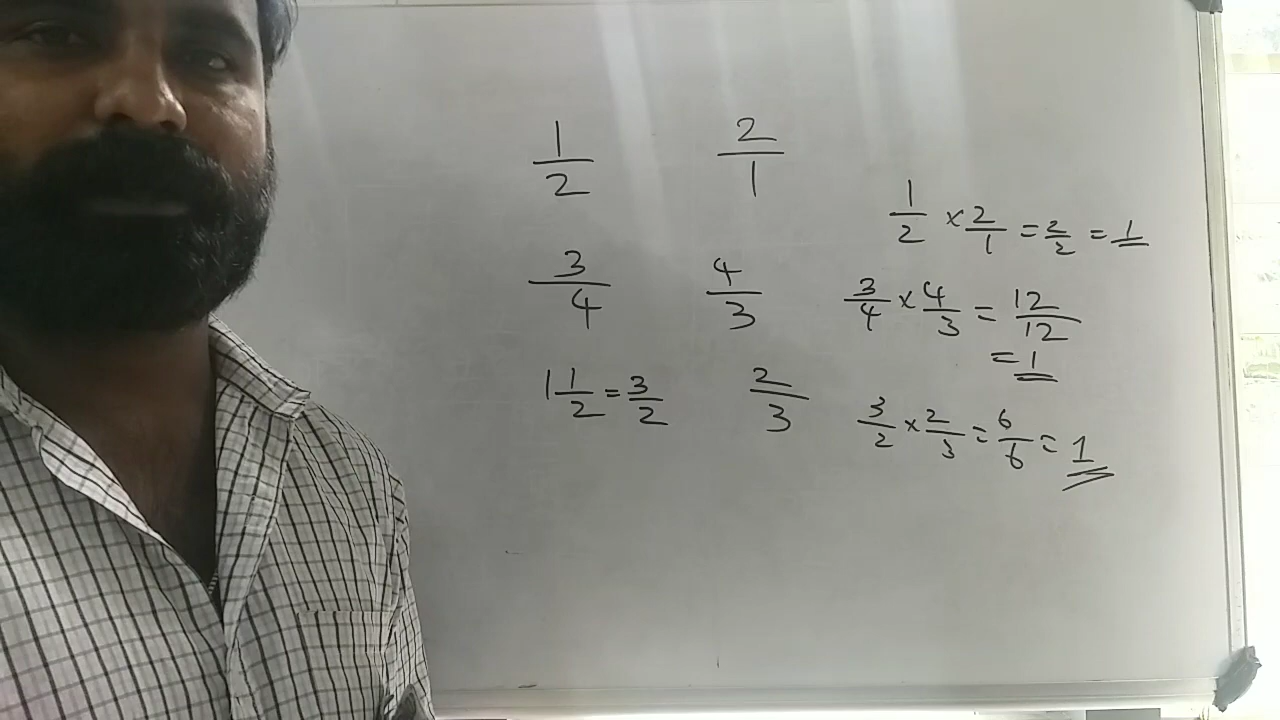 1/2 2/1
1/2 × 2/1 = 2/2 = 1
3/4 4/3
3/4 × 4/3 = 12/12
= 1
1 1/2 = 3/2 2/3
3/2 × 2/3 = 6/6 = 1